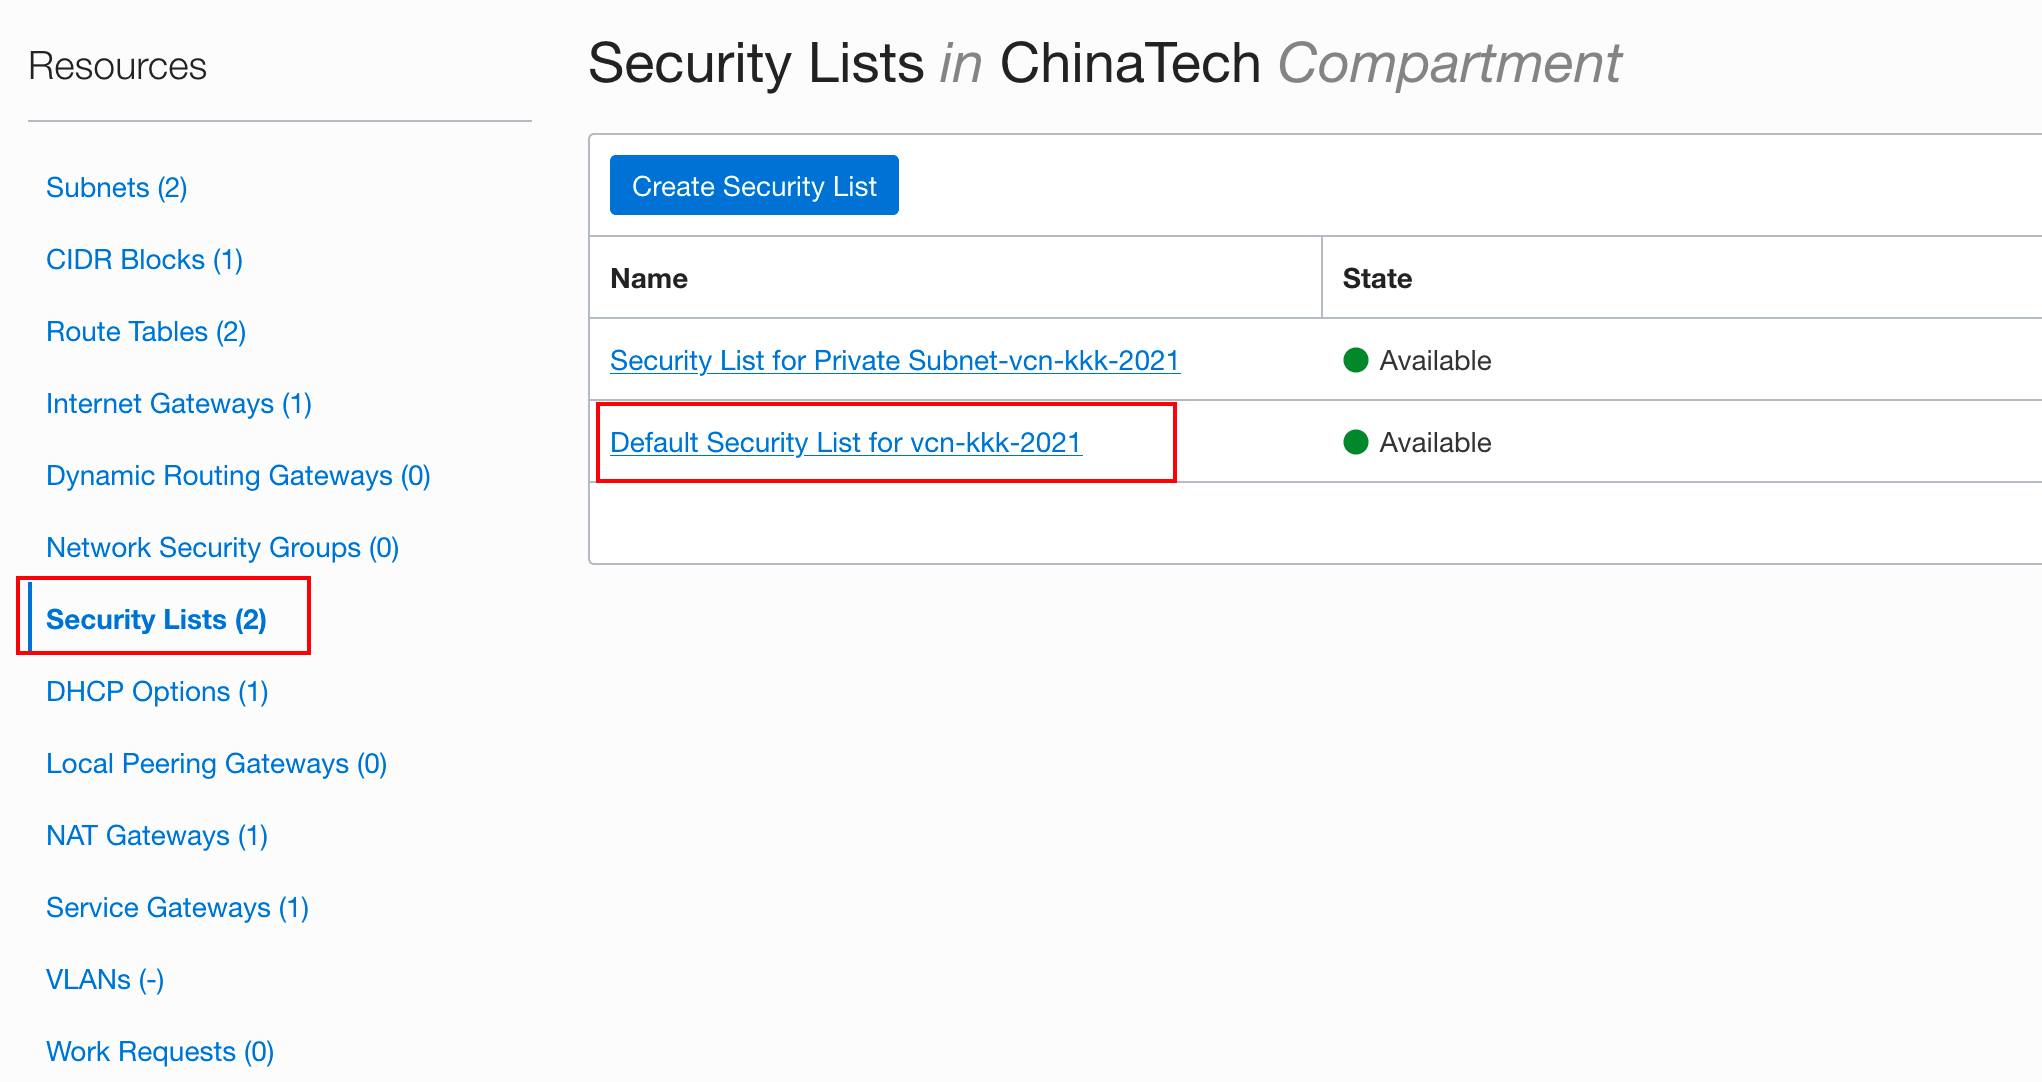 Resources
Subnets (2)
CIDR Blocks (1)
Route Tables (2)
Internet Gateways (1)
Dynamic Routing Gateways (0)
Network Security Groups (0)
Security Lists (2)
DHCP Options (1)
Local Peering Gateways (0)
NAT Gateways (1)
Service Gateways (1)
VLANs (-)
Work Requests (0)
Security Lists in ChinaTech Compartment
Create Security List
Name State
Security List for Private Subnet-vcn-kkk-2021 Available
Default Security List for vcn-kkk-2021 Available